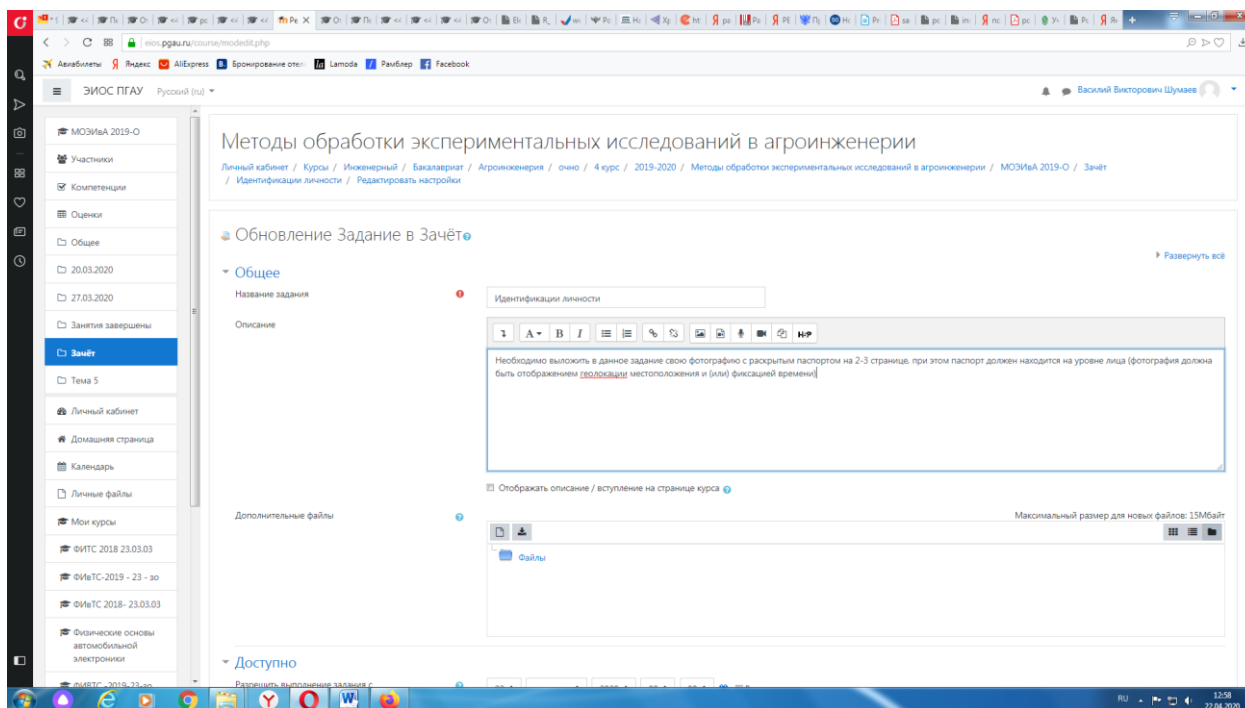 eios.pgau.ru/course/modedit.php
Авиабилеты Яндекс AliExpress Бронирование отел Lamoda Рамблер Facebook
ЭИОС ПГАУ Русский (ru)
Василий Викторович Шумаев
МОЭИвА 2019-О
Участники
Компетенции
Оценки
Общее
20.03.2020
27.03.2020
Занятия завершены
Зачёт
Тема 5
Личный кабинет
Домашняя страница
Календарь
Личные файлы
Мои курсы
ФИТС 2018 23.03.03
ФИвТС-2019 - 23 - зо
ФИвТС 2018- 23.03.03
Физические основы
автомобильной
электроники
Методы обработки экспериментальных исследований в агроинженерии
Личный кабинет / Курсы / Инженерный / Бакалавриат / Агроинженерия / очно / 4 курс / 2019-2020 / Методы обработки экспериментальных исследований в агроинженерии / МОЭИвА 2019-О / Зачёт
/ Идентификации личности / Редактировать настройки
Обновление Задание в Зачёт
Развернуть всё
Общее
Название задания
Идентификации личности
Описание
Необходимо выложить в данное задание свою фотографию с раскрытым паспортом на 2-3 странице, при этом паспорт должен находится на уровне лица (фотография должна
быть отображением геолокации местоположения и (или) фиксацией времени)
Отображать описание / вступление на странице курса
Дополнительные файлы
Максимальный размер для новых файлов: 15Мбайт
Файлы
Доступно
Разрешить выполнение задания с
RU
12:58
22.04.2020